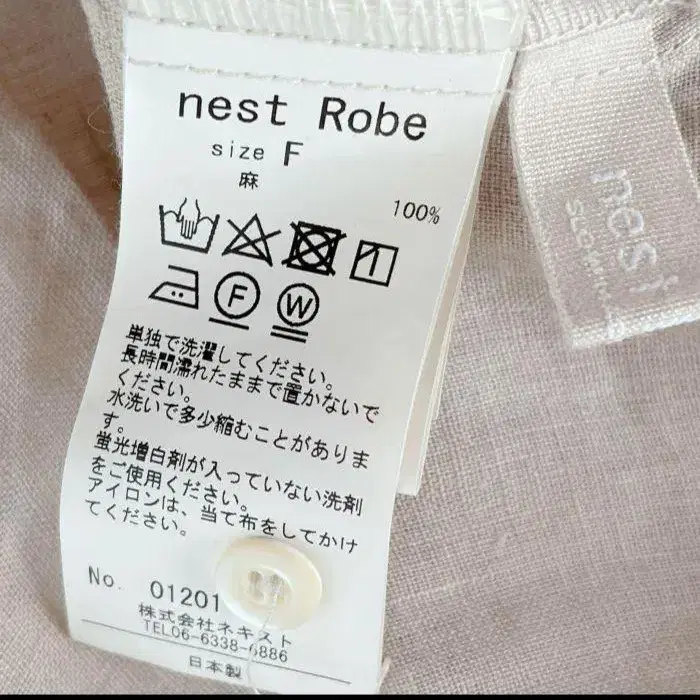 nest Robe
size F
麻
100%
F W
単独で洗濯してください。
長時間濡れたままで置かないで
ください。
水洗いで多少縮むことがありま
す。
蛍光増白剤が入っていない洗剤
をご使用ください。
アイロンは、当て布をしてかけ
てください。
No. 01201
株式会社ネキスト
TEL06-6338-6886
日本製
nest